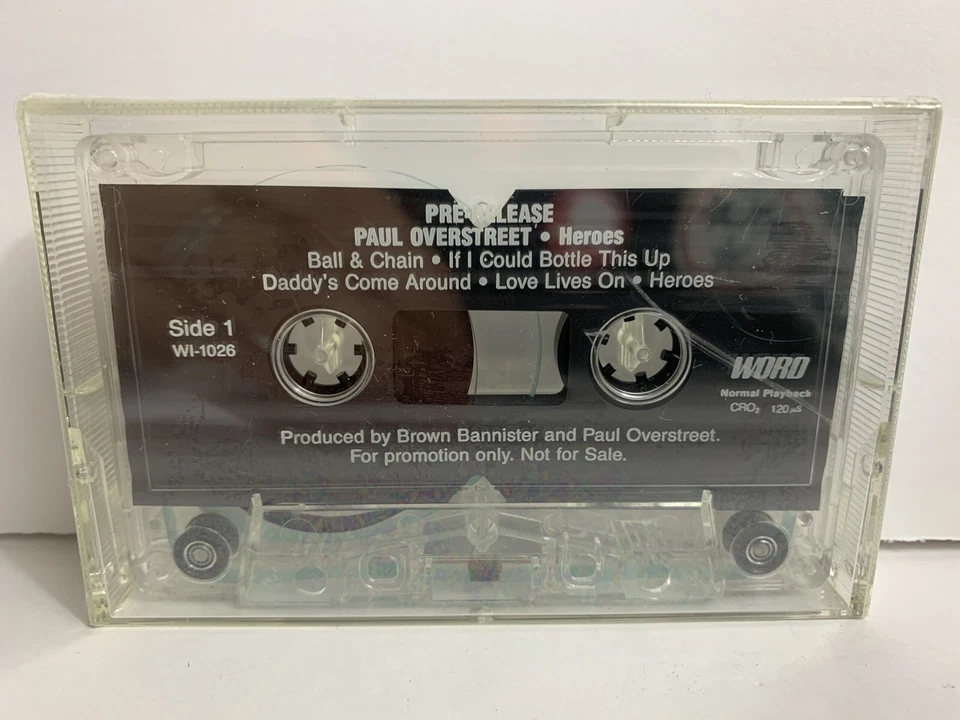 PRE-RELEASE
PAUL OVERSTREET • Heroes
Ball & Chain • If I Could Bottle This Up
Daddy's Come Around • Love Lives On • Heroes
Side 1
WI-1026
WORD
Normal Playback
CRO₂ 120 µS
Produced by Brown Bannister and Paul Overstreet.
For promotion only. Not for Sale.